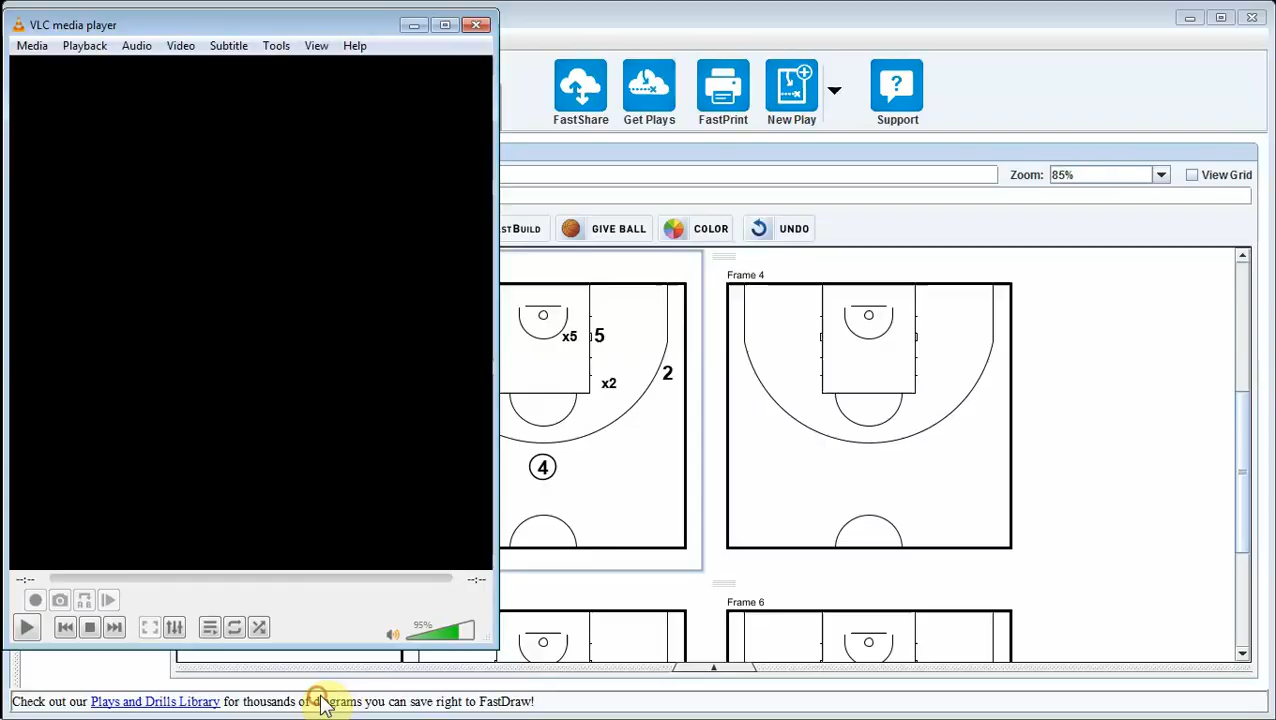 VLC media player
Media Playback Audio Video Subtitle Tools View Help
FastShare Get Plays FastPrint New Play Support
Zoom: 85% View Grid
GIVE BALL COLOR UNDO
Frame 4
x5 5
2
x2
4
--:-- --:--
95%
Frame 6
Check out our Plays and Drills Library for thousands of diagrams you can save right to FastDraw!